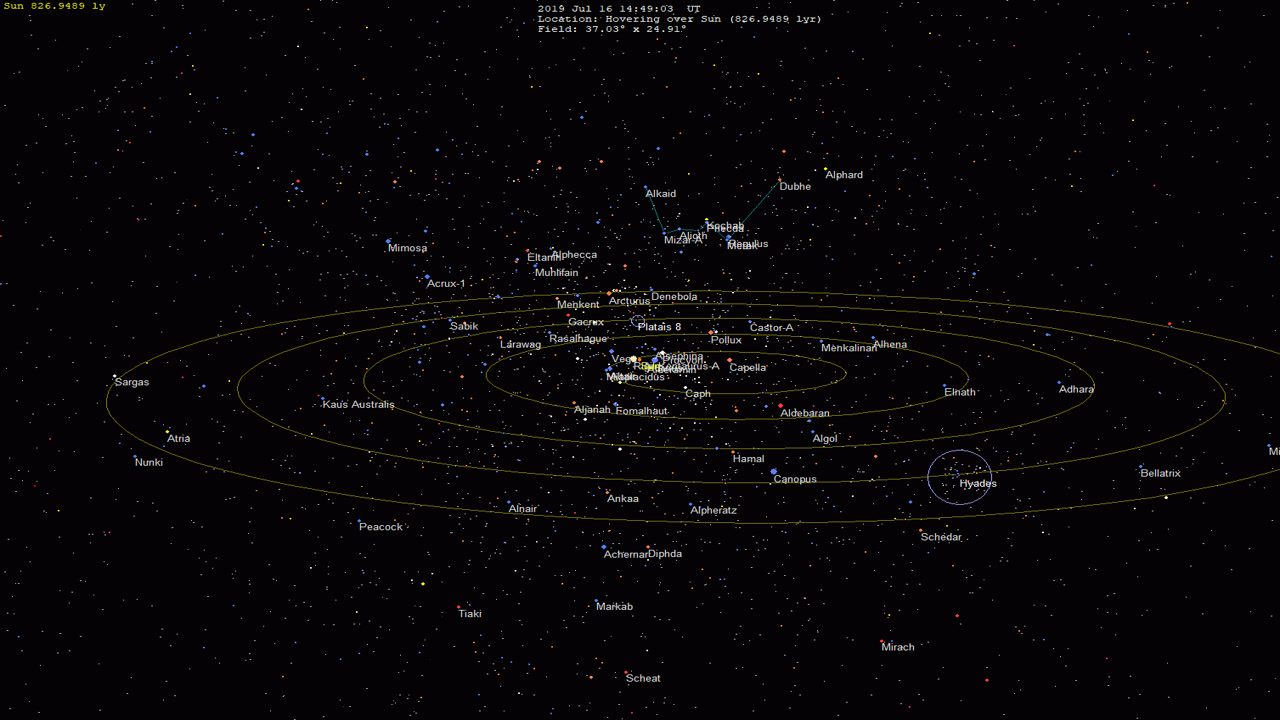 Sun 826.9489 ly
2019 Jul 16 14:49:03 UT
Location: Hovering over Sun (826.9489 lyr)
Field: 37.03° x 24.91°
Alphard
Dubhe
Alkaid
Kochab
Alioth
Mizar A
Regulus
Mimosa
Eltanin
Alphecca
Muhlifain
Acrux-1
Denebola
Arcturus
Menkent
Gacrux
Platais 8
Castor-A
Sabik
Rasalhague
Pollux
Larawag
Menkalinan
Alhena
Capella
Sargas
Caph
Elnath
Adhara
Kaus Australis
Aljanah
Fomalhaut
Aldebaran
Atria
Algol
Nunki
Hamal
Mi
Canopus
Bellatrix
Hyades
Ankaa
Alnair
Alpheratz
Peacock
Schedar
Achernar
Diphda
Markab
Tiaki
Mirach
Scheat